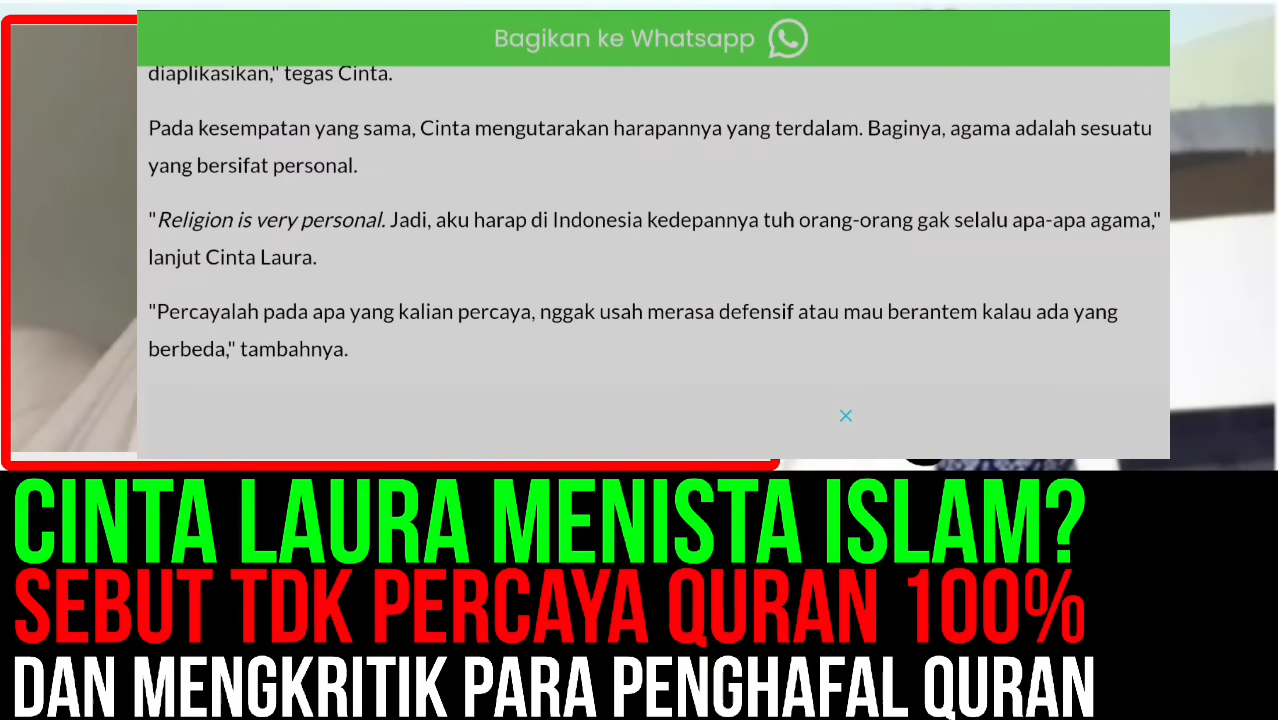 Bagikan ke Whatsapp
diaplikasikan," tegas Cinta.
Pada kesempatan yang sama, Cinta mengutarakan harapannya yang terdalam. Baginya, agama adalah sesuatu
yang bersifat personal.
"Religion is very personal. Jadi, aku harap di Indonesia kedepannya tuh orang-orang gak selalu apa-apa agama,"
lanjut Cinta Laura.
"Percayalah pada apa yang kalian percaya, nggak usah merasa defensif atau mau berantem kalau ada yang
berbeda," tambahnya.
CINTA LAURA MENISTA ISLAM?
SEBUT TDK PERCAYA QURAN 100%
DAN MENGKRITIK PARA PENGHAFAL QURAN